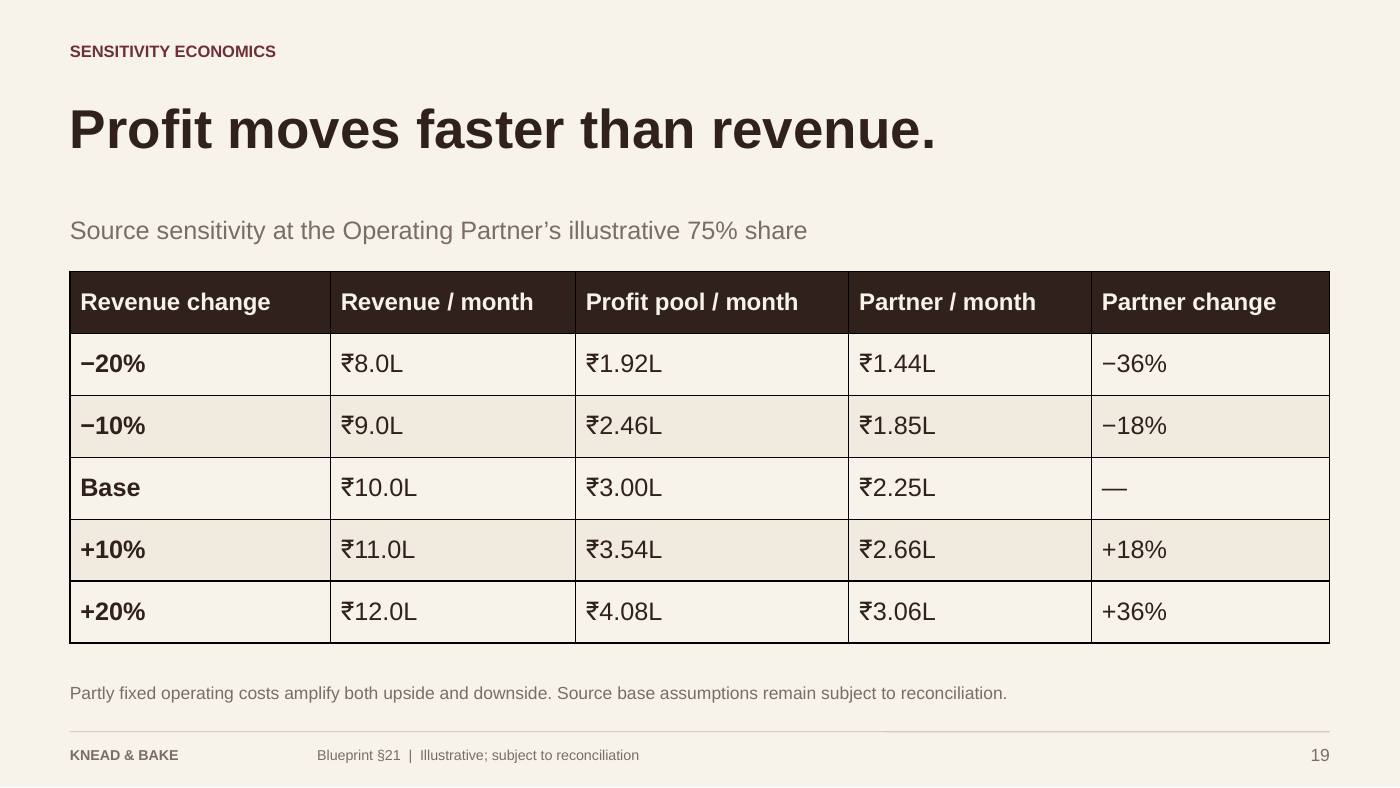 SENSITIVITY ECONOMICS
Profit moves faster than revenue.
Source sensitivity at the Operating Partner’s illustrative 75% share
Revenue change Revenue / month Profit pool / month Partner / month Partner change
−20% ₹8.0L ₹1.92L ₹1.44L −36%
−10% ₹9.0L ₹2.46L ₹1.85L −18%
Base ₹10.0L ₹3.00L ₹2.25L —
+10% ₹11.0L ₹3.54L ₹2.66L +18%
+20% ₹12.0L ₹4.08L ₹3.06L +36%
Partly fixed operating costs amplify both upside and downside. Source base assumptions remain subject to reconciliation.
KNEAD & BAKE Blueprint §21 | Illustrative; subject to reconciliation 19